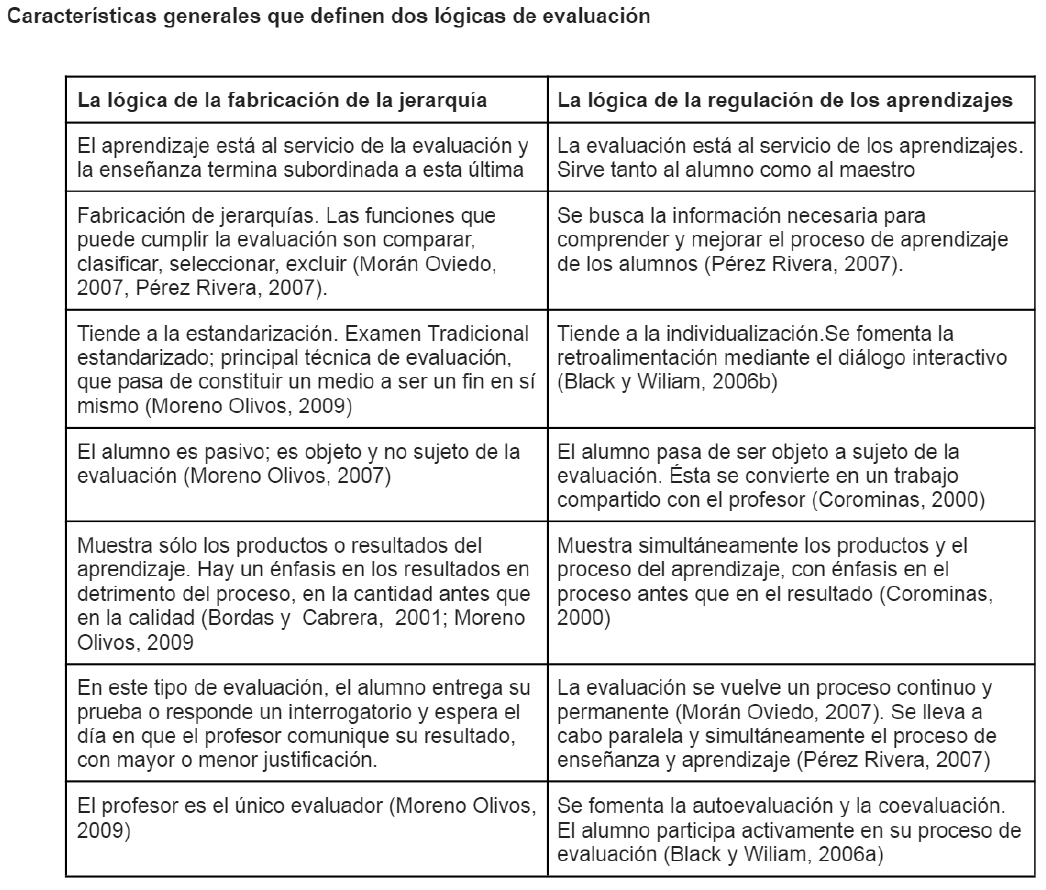 Características generales que definen dos lógicas de evaluación
La lógica de la fabricación de la jerarquía
La lógica de la regulación de los aprendizajes
El aprendizaje está al servicio de la evaluación y
la enseñanza termina subordinada a esta última
La evaluación está al servicio de los aprendizajes.
Sirve tanto al alumno como al maestro
Fabricación de jerarquías. Las funciones que
puede cumplir la evaluación son comparar,
clasificar, seleccionar, excluir (Morán Oviedo,
2007, Pérez Rivera, 2007).
Se busca la información necesaria para
comprender y mejorar el proceso de aprendizaje
de los alumnos (Pérez Rivera, 2007).
Tiende a la estandarización. Examen Tradicional
estandarizado; principal técnica de evaluación,
que pasa de constituir un medio a ser un fin en sí
mismo (Moreno Olivos, 2009)
Tiende a la individualización.Se fomenta la
retroalimentación mediante el diálogo interactivo
(Black y Wiliam, 2006b)
El alumno es pasivo; es objeto y no sujeto de la
evaluación (Moreno Olivos, 2007)
El alumno pasa de ser objeto a sujeto de la
evaluación. Ésta se convierte en un trabajo
compartido con el profesor (Corominas, 2000)
Muestra sólo los productos o resultados del
aprendizaje. Hay un énfasis en los resultados en
detrimento del proceso, en la cantidad antes que
en la calidad (Bordas y Cabrera, 2001; Moreno
Olivos, 2009
Muestra simultáneamente los productos y el
proceso del aprendizaje, con énfasis en el
proceso antes que en el resultado (Corominas,
2000)
En este tipo de evaluación, el alumno entrega su
prueba o responde un interrogatorio y espera el
día en que el profesor comunique su resultado,
con mayor o menor justificación.
La evaluación se vuelve un proceso continuo y
permanente (Morán Oviedo, 2007). Se lleva a
cabo paralela y simultáneamente el proceso de
enseñanza y aprendizaje (Pérez Rivera, 2007)
El profesor es el único evaluador (Moreno Olivos,
2009)
Se fomenta la autoevaluación y la coevaluación.
El alumno participa activamente en su proceso de
evaluación (Black y Wiliam, 2006a)